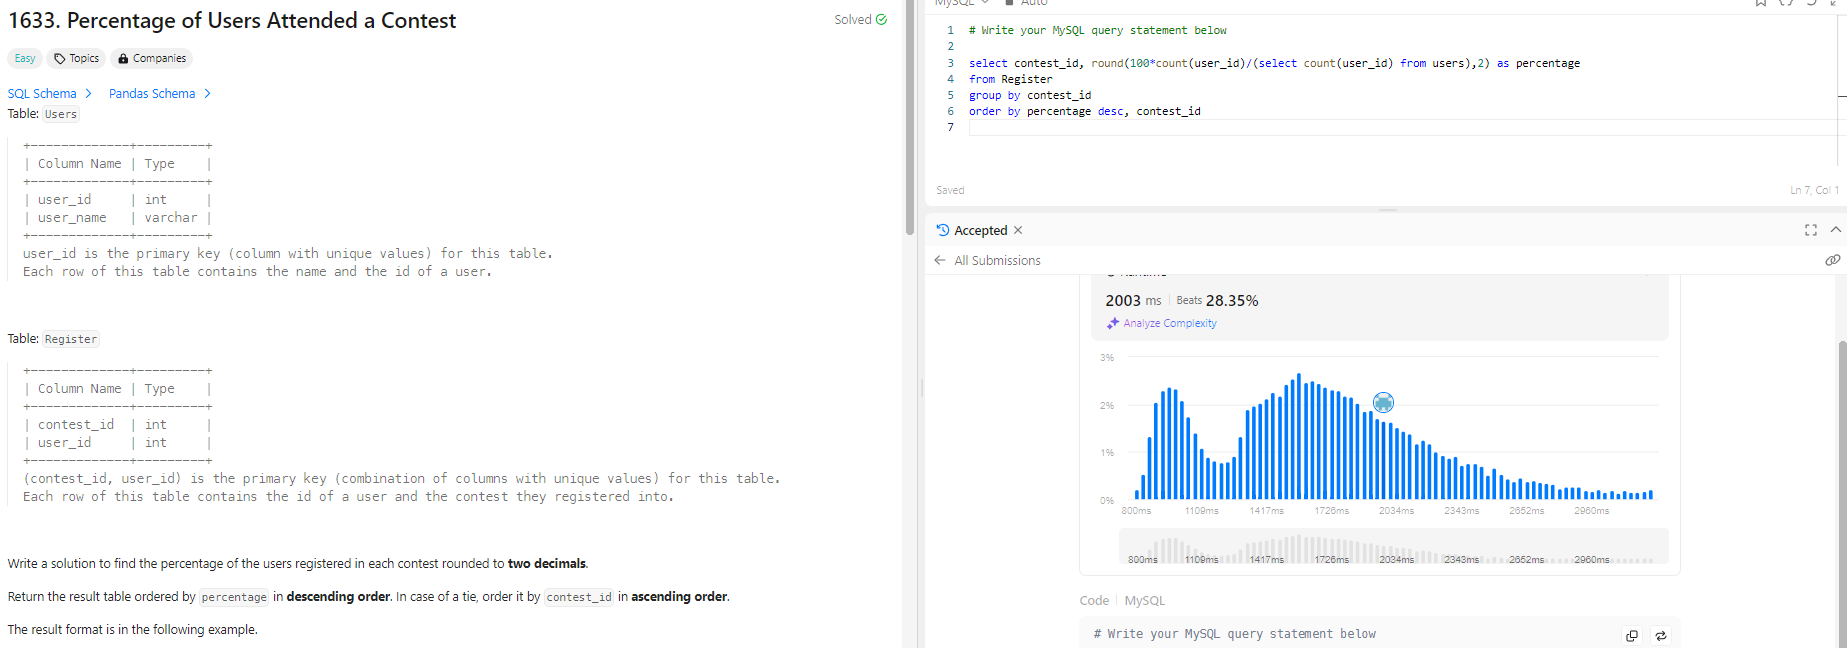 1633. Percentage of Users Attended a Contest
Solved
Easy
Topics
Companies
SQL Schema
Pandas Schema
Table: Users
+-------------+---------+
| Column Name | Type    |
+-------------+---------+
| user_id     | int     |
| user_name   | varchar |
+-------------+---------+
user_id is the primary key (column with unique values) for this table.
Each row of this table contains the name and the id of a user.
Table: Register
+-------------+---------+
| Column Name | Type    |
+-------------+---------+
| contest_id  | int     |
| user_id     | int     |
+-------------+---------+
(contest_id, user_id) is the primary key (combination of columns with unique values) for this table.
Each row of this table contains the id of a user and the contest they registered into.
Write a solution to find the percentage of the users registered in each contest rounded to two decimals.
Return the result table ordered by percentage in descending order. In case of a tie, order it by contest_id in ascending order.
The result format is in the following example.
MySQL
Auto
1 # Write your MySQL query statement below
2
3 select contest_id, round(100*count(user_id)/(select count(user_id) from users),2) as percentage
4 from Register
5 group by contest_id
6 order by percentage desc, contest_id
7
Saved
Ln 7, Col 1
Accepted
All Submissions
Runtime
2003 ms | Beats 28.35%
Analyze Complexity
3%
2%
1%
0%
800ms 1109ms 1417ms 1726ms 2034ms 2343ms 2652ms 2960ms
800ms 1109ms 1417ms 1726ms 2034ms 2343ms 2652ms 2960ms
Code | MySQL
# Write your MySQL query statement below